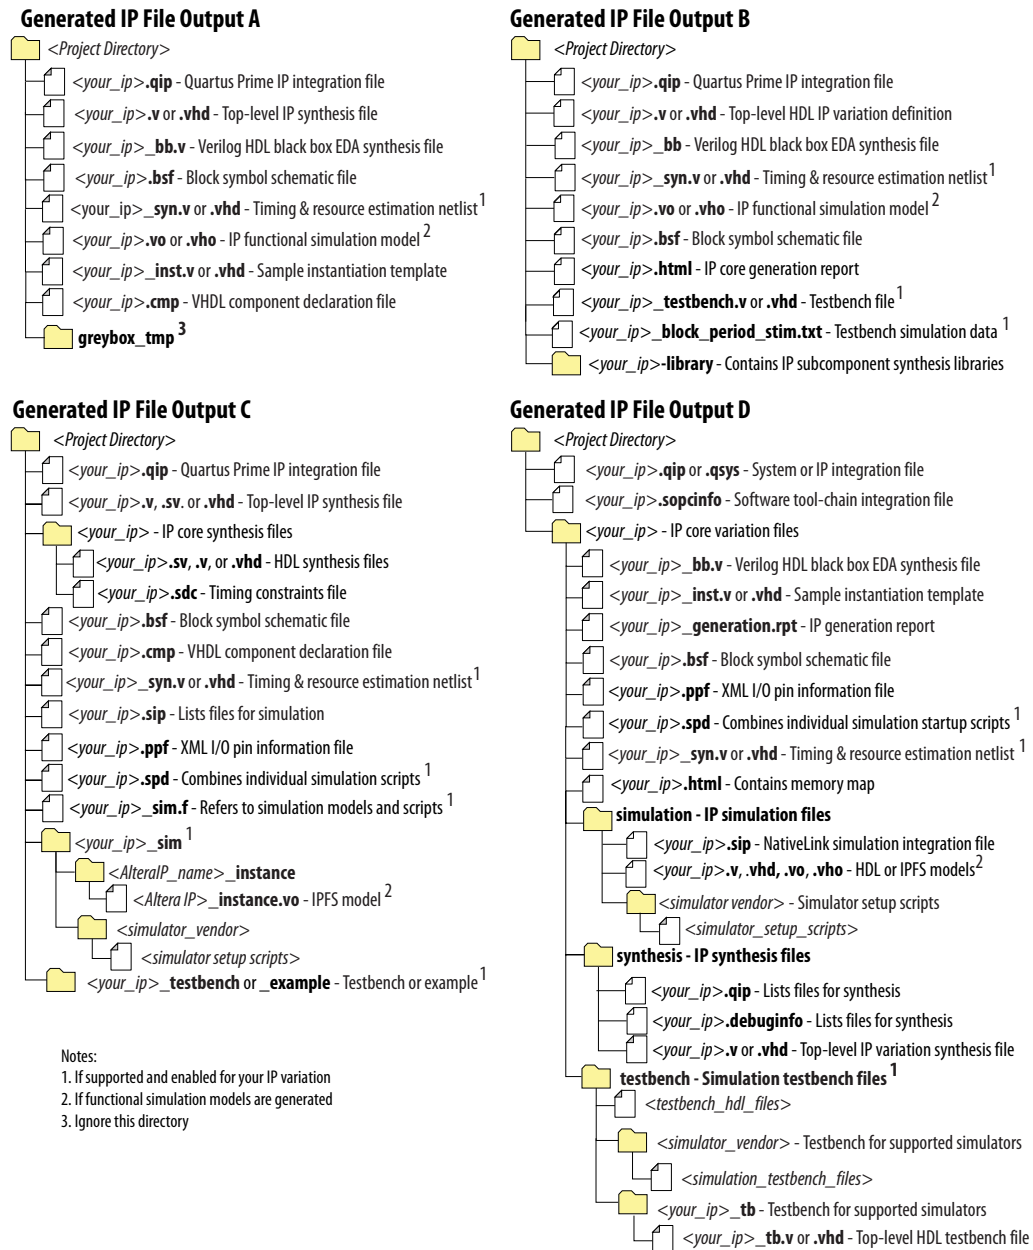 Generated IP File Output A
<Project Directory>
<your_ip>.qip - Quartus Prime IP integration file
<your_ip>.v or .vhd - Top-level IP synthesis file
<your_ip>_bb.v - Verilog HDL black box EDA synthesis file
<your_ip>.bsf - Block symbol schematic file
<your_ip>_syn.v or .vhd - Timing & resource estimation netlist 1
<your_ip>.vo or .vho - IP functional simulation model 2
<your_ip>_inst.v or .vhd - Sample instantiation template
<your_ip>.cmp - VHDL component declaration file
greybox_tmp 3
Generated IP File Output B
<Project Directory>
<your_ip>.qip - Quartus Prime IP integration file
<your_ip>.v or .vhd - Top-level HDL IP variation definition
<your_ip>_bb - Verilog HDL black box EDA synthesis file
<your_ip>_syn.v or .vhd - Timing & resource estimation netlist 1
<your_ip>.vo or .vho - IP functional simulation model 2
<your_ip>.bsf - Block symbol schematic file
<your_ip>.html - IP core generation report
<your_ip>_testbench.v or .vhd - Testbench file 1
<your_ip>_block_period_stim.txt - Testbench simulation data 1
<your_ip>-library - Contains IP subcomponent synthesis libraries
Generated IP File Output C
<Project Directory>
<your_ip>.qip - Quartus Prime IP integration file
<your_ip>.v, .sv. or .vhd - Top-level IP synthesis file
<your_ip> - IP core synthesis files
<your_ip>.sv, .v, or .vhd - HDL synthesis files
<your_ip>.sdc - Timing constraints file
<your_ip>.bsf - Block symbol schematic file
<your_ip>.cmp - VHDL component declaration file
<your_ip>_syn.v or .vhd - Timing & resource estimation netlist 1
<your_ip>.sip - Lists files for simulation
<your_ip>.ppf - XML I/O pin information file
<your_ip>.spd - Combines individual simulation scripts 1
<your_ip>_sim.f - Refers to simulation models and scripts 1
<your_ip>_sim 1
<AlteraIP_name>_instance
<Altera IP>_instance.vo - IPFS model 2
<simulator_vendor>
<simulator setup scripts>
<your_ip>_testbench or _example - Testbench or example 1
Notes:
1. If supported and enabled for your IP variation
2. If functional simulation models are generated
3. Ignore this directory
Generated IP File Output D
<Project Directory>
<your_ip>.qip or .qsys - System or IP integration file
<your_ip>.sopcinfo - Software tool-chain integration file
<your_ip> - IP core variation files
<your_ip>_bb.v - Verilog HDL black box EDA synthesis file
<your_ip>_inst.v or .vhd - Sample instantiation template
<your_ip>_generation.rpt - IP generation report
<your_ip>.bsf - Block symbol schematic file
<your_ip>.ppf - XML I/O pin information file
<your_ip>.spd - Combines individual simulation startup scripts 1
<your_ip>_syn.v or .vhd - Timing & resource estimation netlist 1
<your_ip>.html - Contains memory map
simulation - IP simulation files
<your_ip>.sip - NativeLink simulation integration file
<your_ip>.v, .vhd, .vo, .vho - HDL or IPFS models 2
<simulator vendor> - Simulator setup scripts
<simulator_setup_scripts>
synthesis - IP synthesis files
<your_ip>.qip - Lists files for synthesis
<your_ip>.debuginfo - Lists files for synthesis
<your_ip>.v or .vhd - Top-level IP variation synthesis file
testbench - Simulation testbench files 1
<testbench_hdl_files>
<simulator_vendor> - Testbench for supported simulators
<simulation_testbench_files>
<your_ip>_tb - Testbench for supported simulators
<your_ip>_tb.v or .vhd - Top-level HDL testbench file